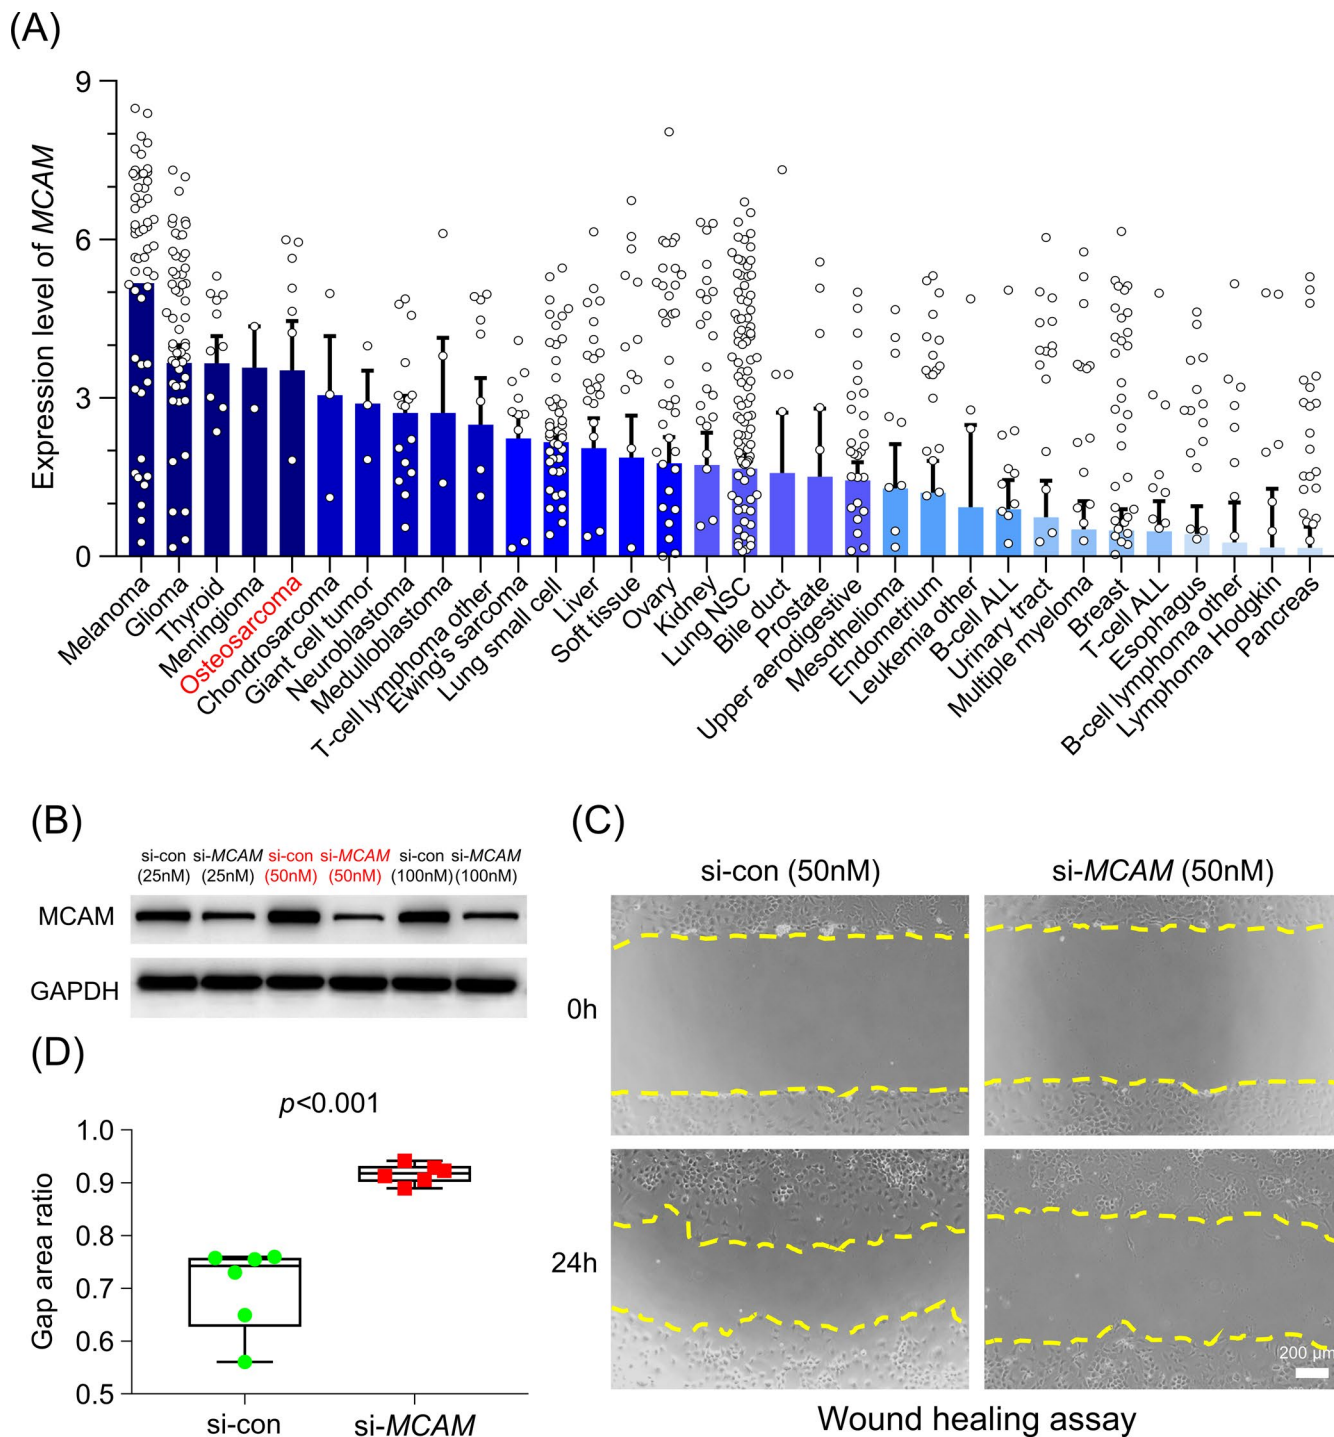 (A)
Expression level of MCAM
9
6
3
0
Melanoma
Glioma
Thyroid
Meningioma
Osteosarcoma
Chondrosarcoma
Giant cell tumor
Neuroblastoma
Medulloblastoma
T-cell lymphoma other
Ewing's sarcoma
Lung small cell
Liver
Soft tissue
Ovary
Kidney
Lung NSC
Bile duct
Prostate
Upper aerodigestive
Mesothelioma
Endometrium
Leukemia other
B-cell ALL
Urinary tract
Multiple myeloma
Breast
T-cell ALL
Esophagus
B-cell lymphoma other
Lymphoma Hodgkin
Pancreas
(B)
si-con si-MCAM si-con si-MCAM si-con si-MCAM
(25nM) (25nM) (50nM) (50nM) (100nM) (100nM)
MCAM
GAPDH
(C)
si-con (50nM) si-MCAM (50nM)
0h
24h
200 μm
Wound healing assay
(D)
p<0.001
Gap area ratio
1.0
0.9
0.8
0.7
0.6
0.5
si-con si-MCAM